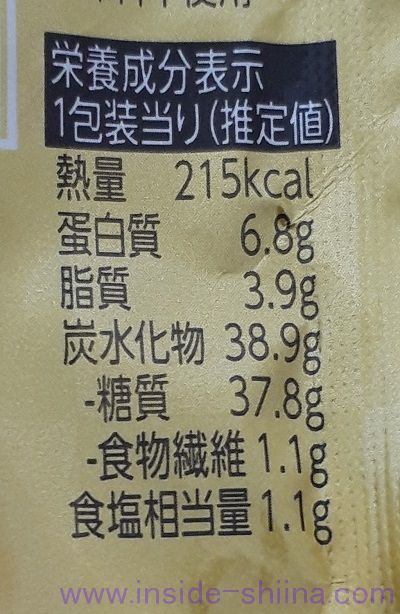 栄養成分表示
1包装当り(推定値)
熱量 215kcal
蛋白質 6.8g
脂質 3.9g
炭水化物 38.9g
-糖質 37.8g
-食物繊維 1.1g
食塩相当量 1.1g
www.inside-shiina.com